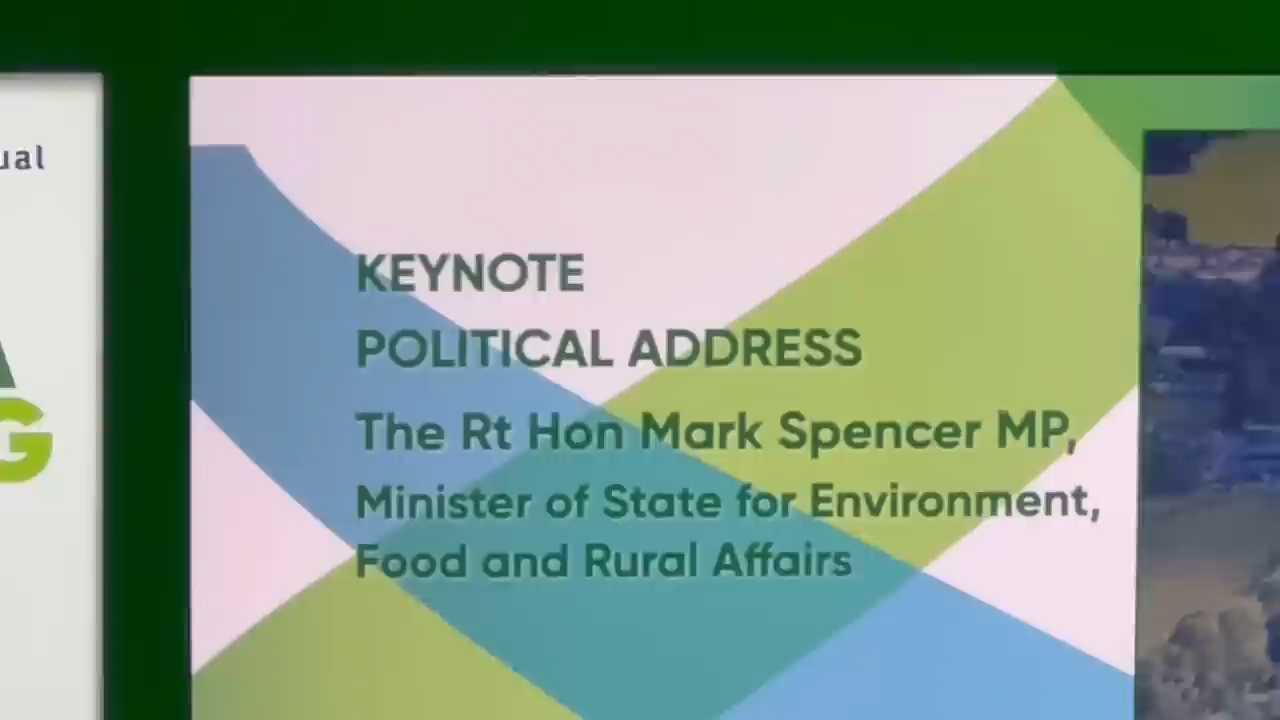 ual
G
KEYNOTE
POLITICAL ADDRESS
The Rt Hon Mark Spencer MP,
Minister of State for Environment,
Food and Rural Affairs